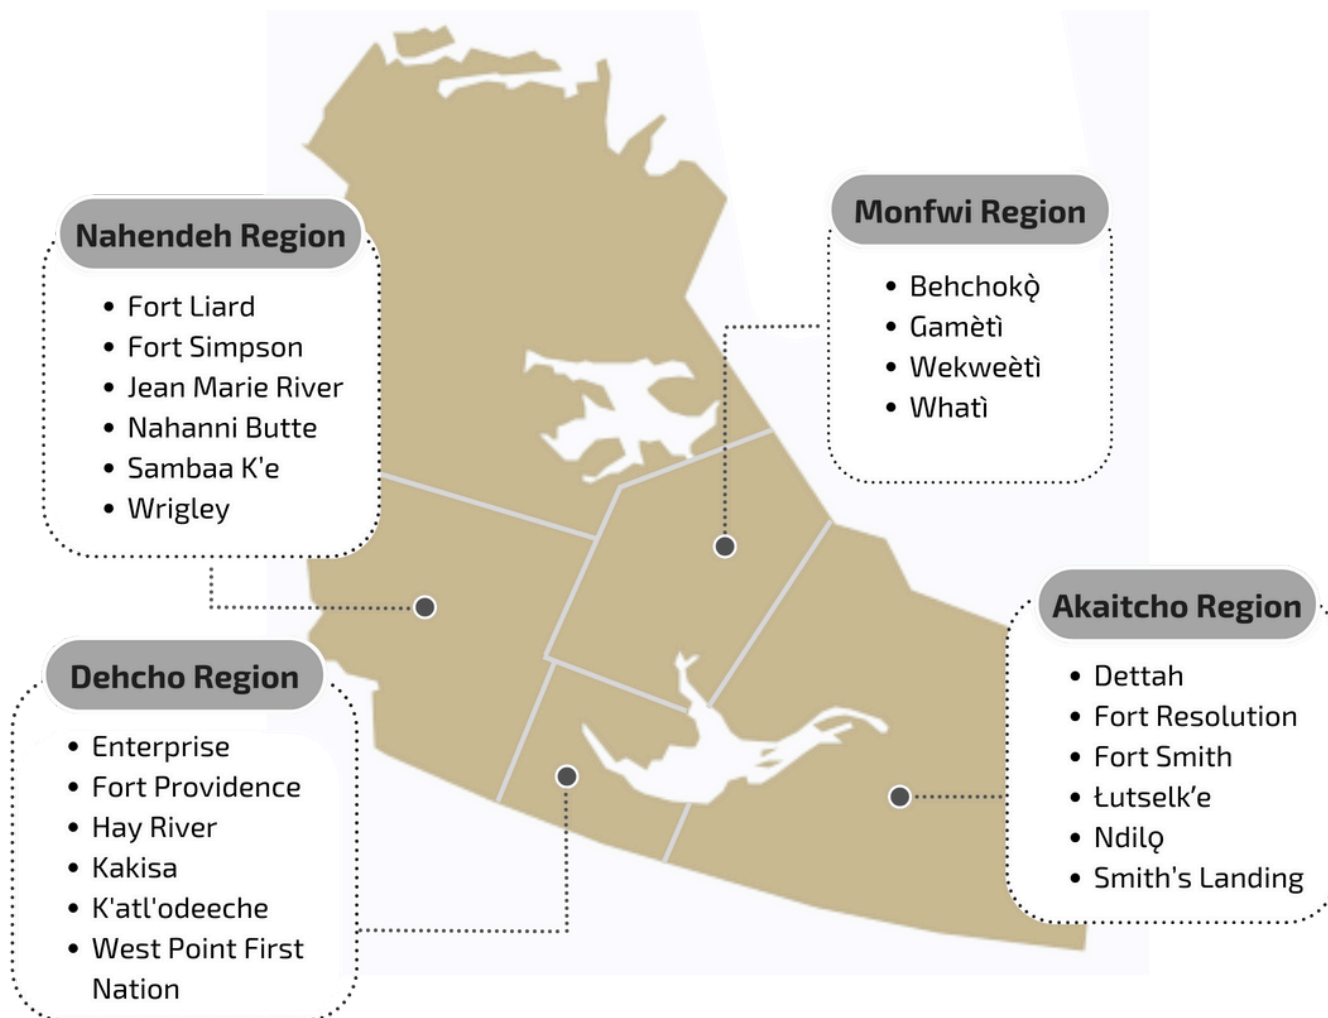 Nahendeh Region
• Fort Liard
• Fort Simpson
• Jean Marie River
• Nahanni Butte
• Sambaa K'e
• Wrigley
Monfwi Region
• Behchokǫ̀
• Gamètì
• Wekweètì
• Whatì
Dehcho Region
• Enterprise
• Fort Providence
• Hay River
• Kakisa
• K'atl'odeeche
• West Point First
Nation
Akaitcho Region
• Dettah
• Fort Resolution
• Fort Smith
• Łutselk’e
• Ndilǫ
• Smith's Landing